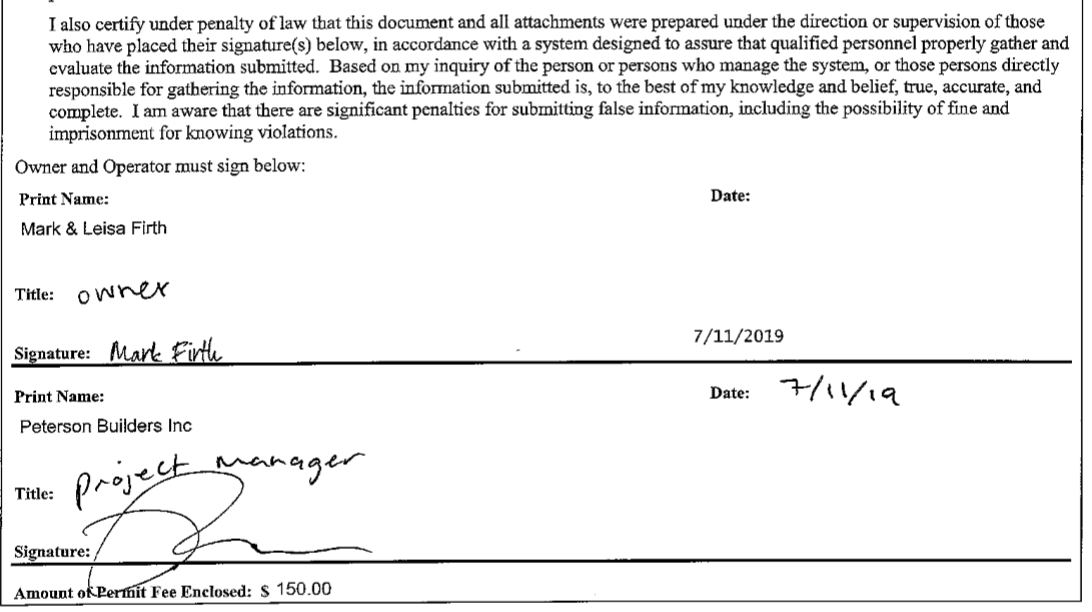 I also certify under penalty of law that this document and all attachments were prepared under the direction or supervision of those
who have placed their signature(s) below, in accordance with a system designed to assure that qualified personnel properly gather and
evaluate the information submitted. Based on my inquiry of the person or persons who manage the system, or those persons directly
responsible for gathering the information, the information submitted is, to the best of my knowledge and belief, true, accurate, and
complete. I am aware that there are significant penalties for submitting false information, including the possibility of fine and
imprisonment for knowing violations.
Owner and Operator must sign below:
Print Name: Date:
Mark & Leisa Firth
Title: owner
7/11/2019
Signature: Mark Firth
Print Name: Date: 7/11/19
Peterson Builders Inc
Title: project manager
Signature:
Amount of Permit Fee Enclosed: $ 150.00